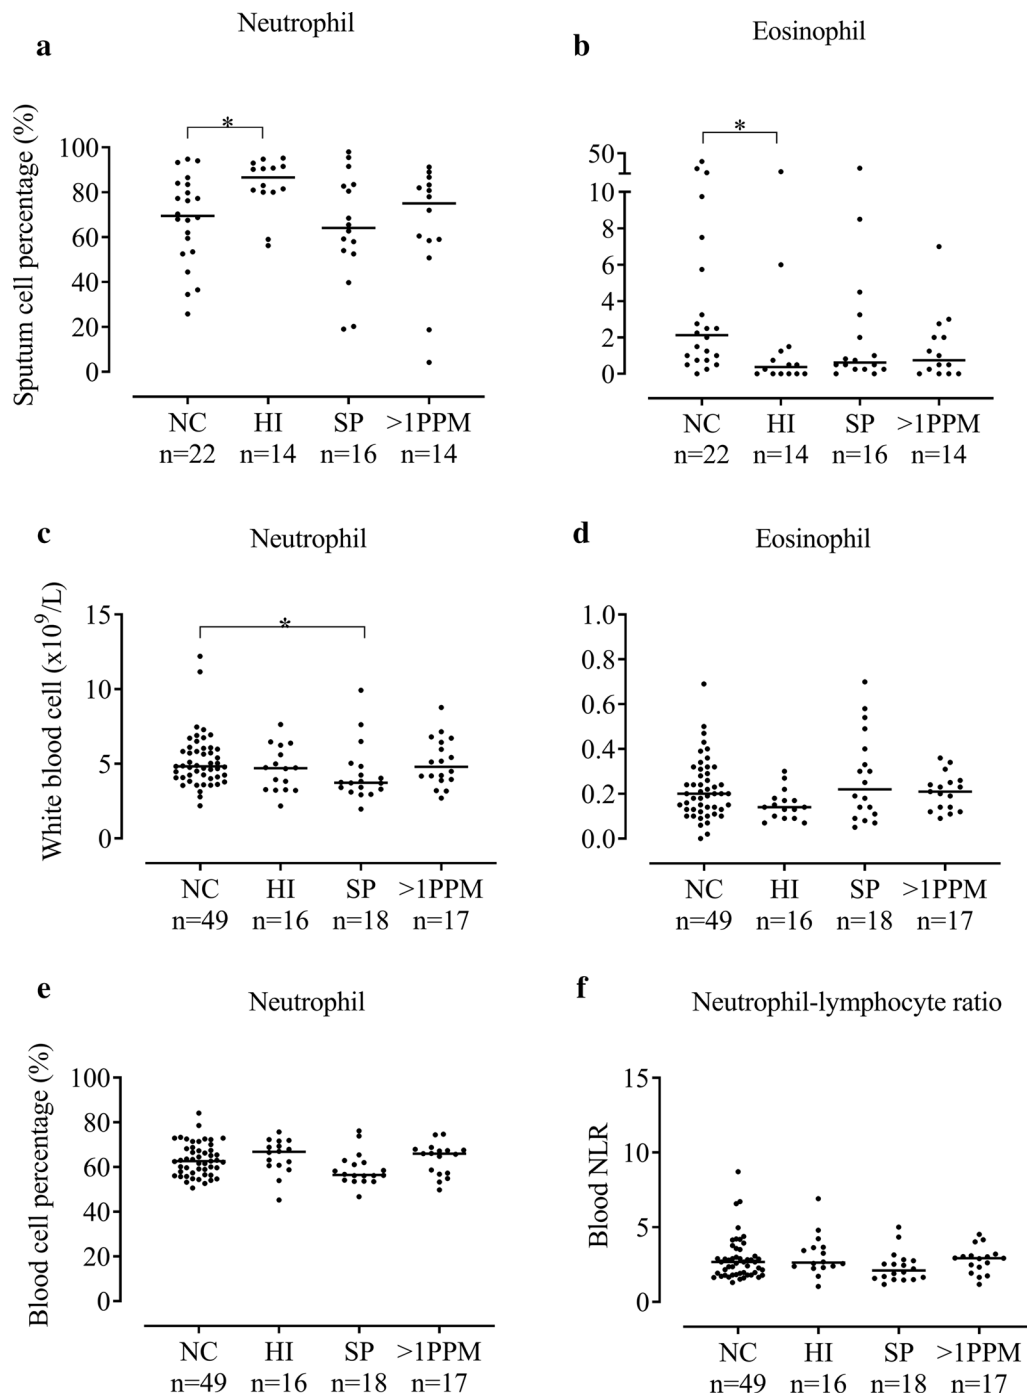 a
Neutrophil
Sputum cell percentage (%)
100
80
60
40
20
0
*
NC HI SP >1PPM
n=22 n=14 n=16 n=14
b
Eosinophil
50
10
8
6
4
2
0
*
NC HI SP >1PPM
n=22 n=14 n=16 n=14
c
Neutrophil
White blood cell (x10⁹/L)
15
10
5
0
*
NC HI SP >1PPM
n=49 n=16 n=18 n=17
d
Eosinophil
1.0
0.8
0.6
0.4
0.2
0.0
NC HI SP >1PPM
n=49 n=16 n=18 n=17
e
Neutrophil
Blood cell percentage (%)
100
80
60
40
20
0
NC HI SP >1PPM
n=49 n=16 n=18 n=17
f
Neutrophil-lymphocyte ratio
Blood NLR
15
10
5
0
NC HI SP >1PPM
n=49 n=16 n=18 n=17